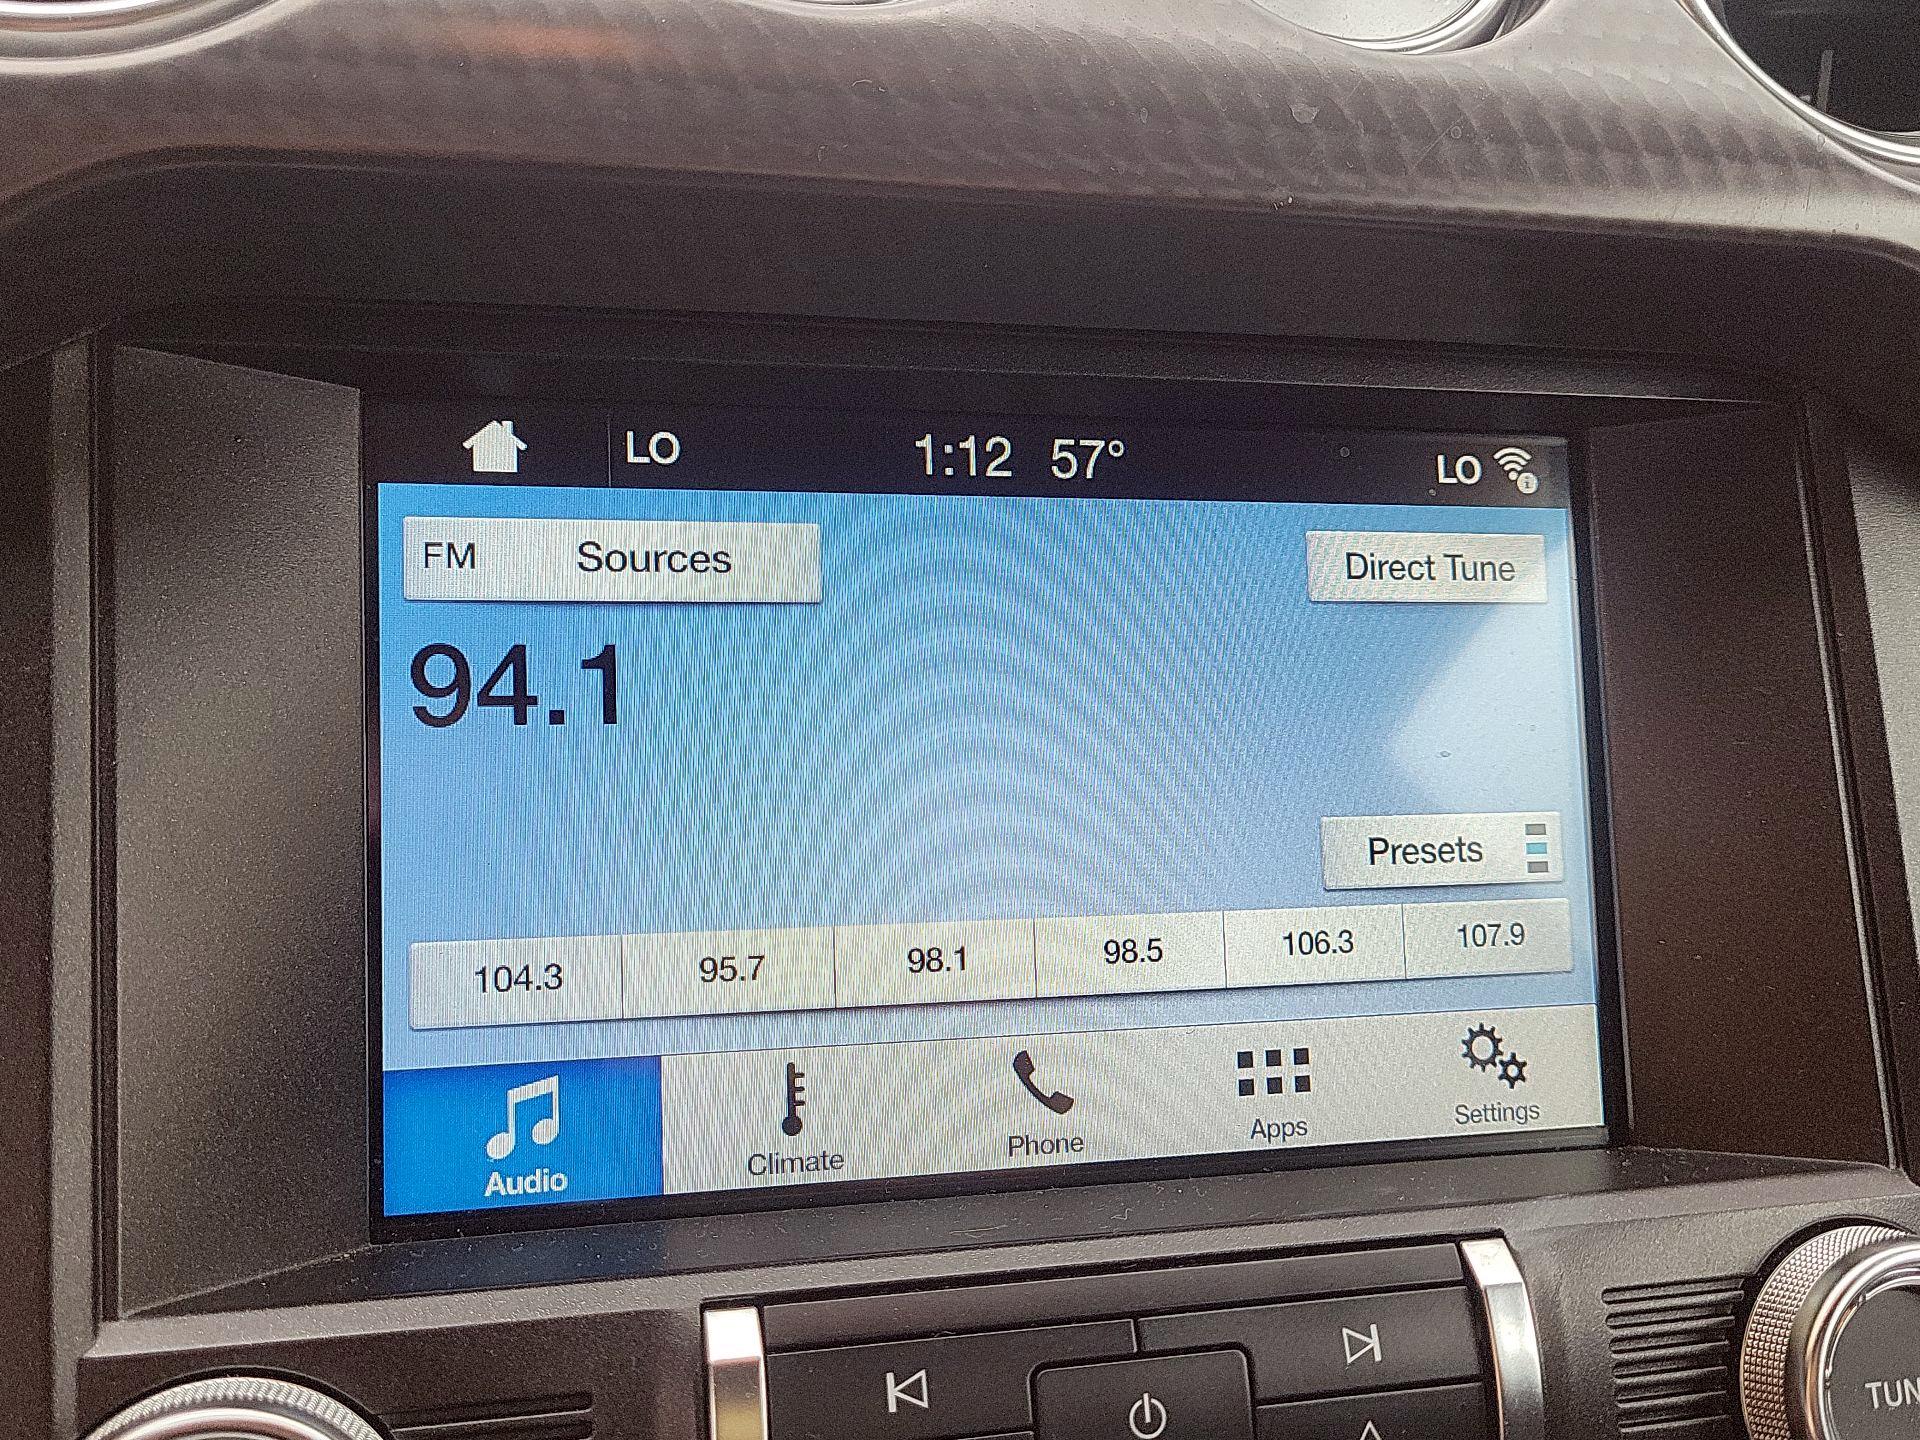 LO 1:12 57° LO
FM Sources Direct Tune
94.1
Presets
104.3 95.7 98.1 98.5 106.3 107.9
Audio Climate Phone Apps Settings
TUN